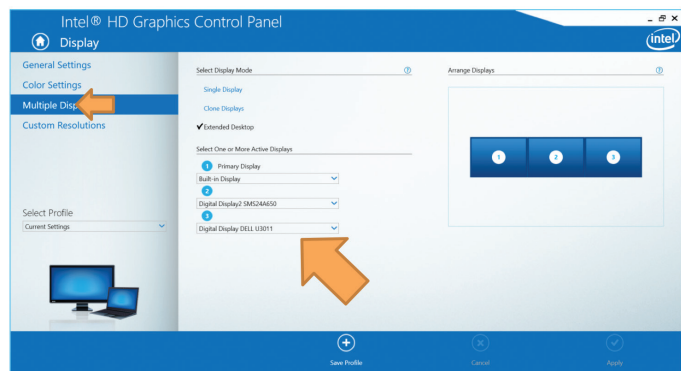 Intel® HD Graphics Control Panel
intel
Display
General Settings
Color Settings
Multiple Disp
Custom Resolutions
Select Profile
Current Settings
Select Display Mode
?
Single Display
Clone Displays
Extended Desktop
Select One or More Active Displays
1 Primary Display
Built-in Display
2
Digital Display2 SMS24A650
3
Digital Display DELL U3011
Arrange Displays
?
1 2 3
Save Profile
Cancel
Apply